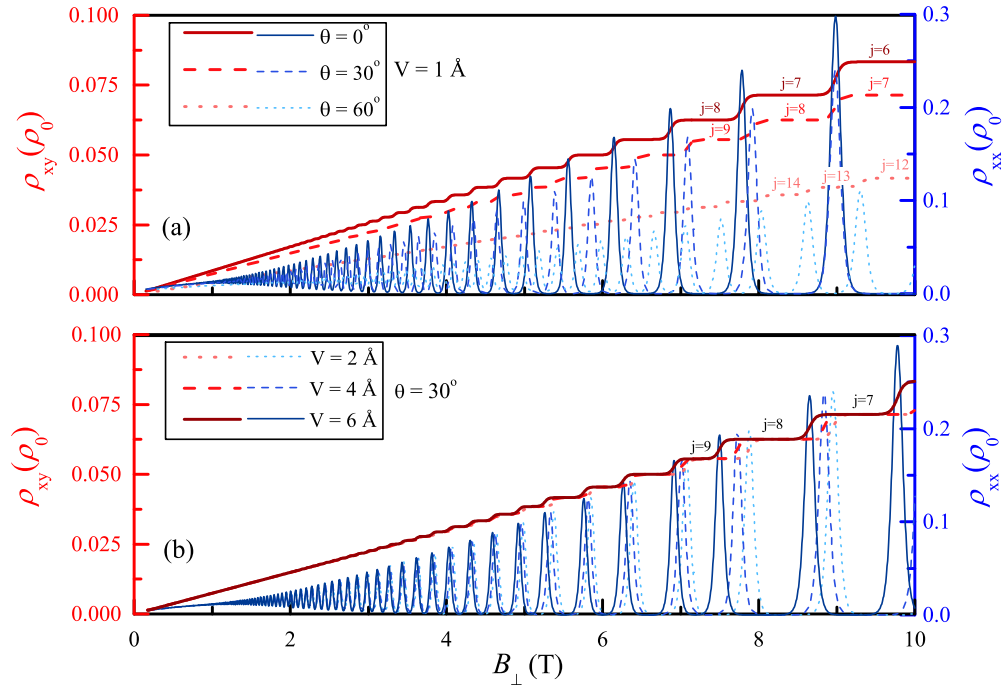 0.100
0.075
0.050
0.025
0.000
ρxy(ρ0)
(a)
θ = 0°
θ = 30°
θ = 60°
V = 1 Å
j=6
j=7
j=8
j=7
j=8
j=9
j=12
j=13
j=14
0.3
0.2
0.1
0.0
ρxx(ρ0)
0.100
0.075
0.050
0.025
0.000
ρxy(ρ0)
(b)
V = 2 Å
V = 4 Å
V = 6 Å
θ = 30°
j=7
j=8
j=9
0.3
0.2
0.1
0.0
ρxx(ρ0)
0 2 4 6 8 10
B⊥(T)